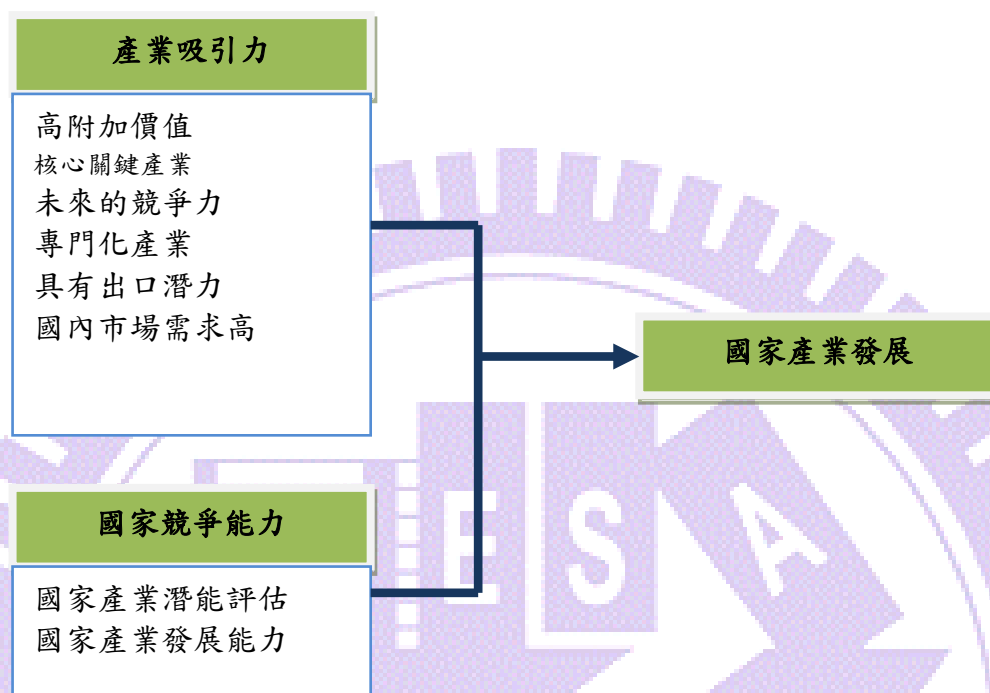 產業吸引力
高附加價值
核心關鍵產業
未來的競爭力
專門化產業
具有出口潛力
國內市場需求高
國家產業發展
國家競爭能力
國家產業潛能評估
國家產業發展能力
E S A